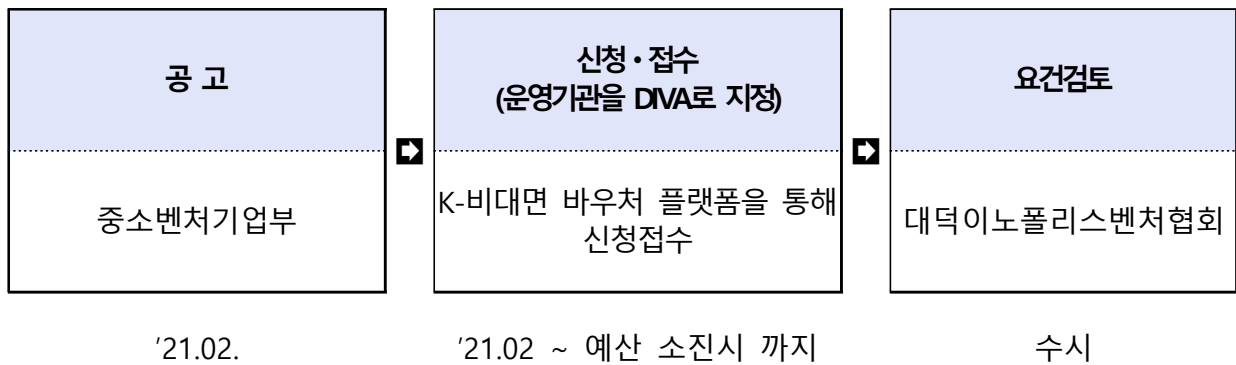 공 고
중소벤처기업부
'21.02.
신청・접수
(운영기관을 DIVA로 지정)
K-비대면 바우처 플랫폼을 통해
신청접수
'21.02 ~ 예산 소진시 까지
요건검토
대덕이노폴리스벤처협회
수시